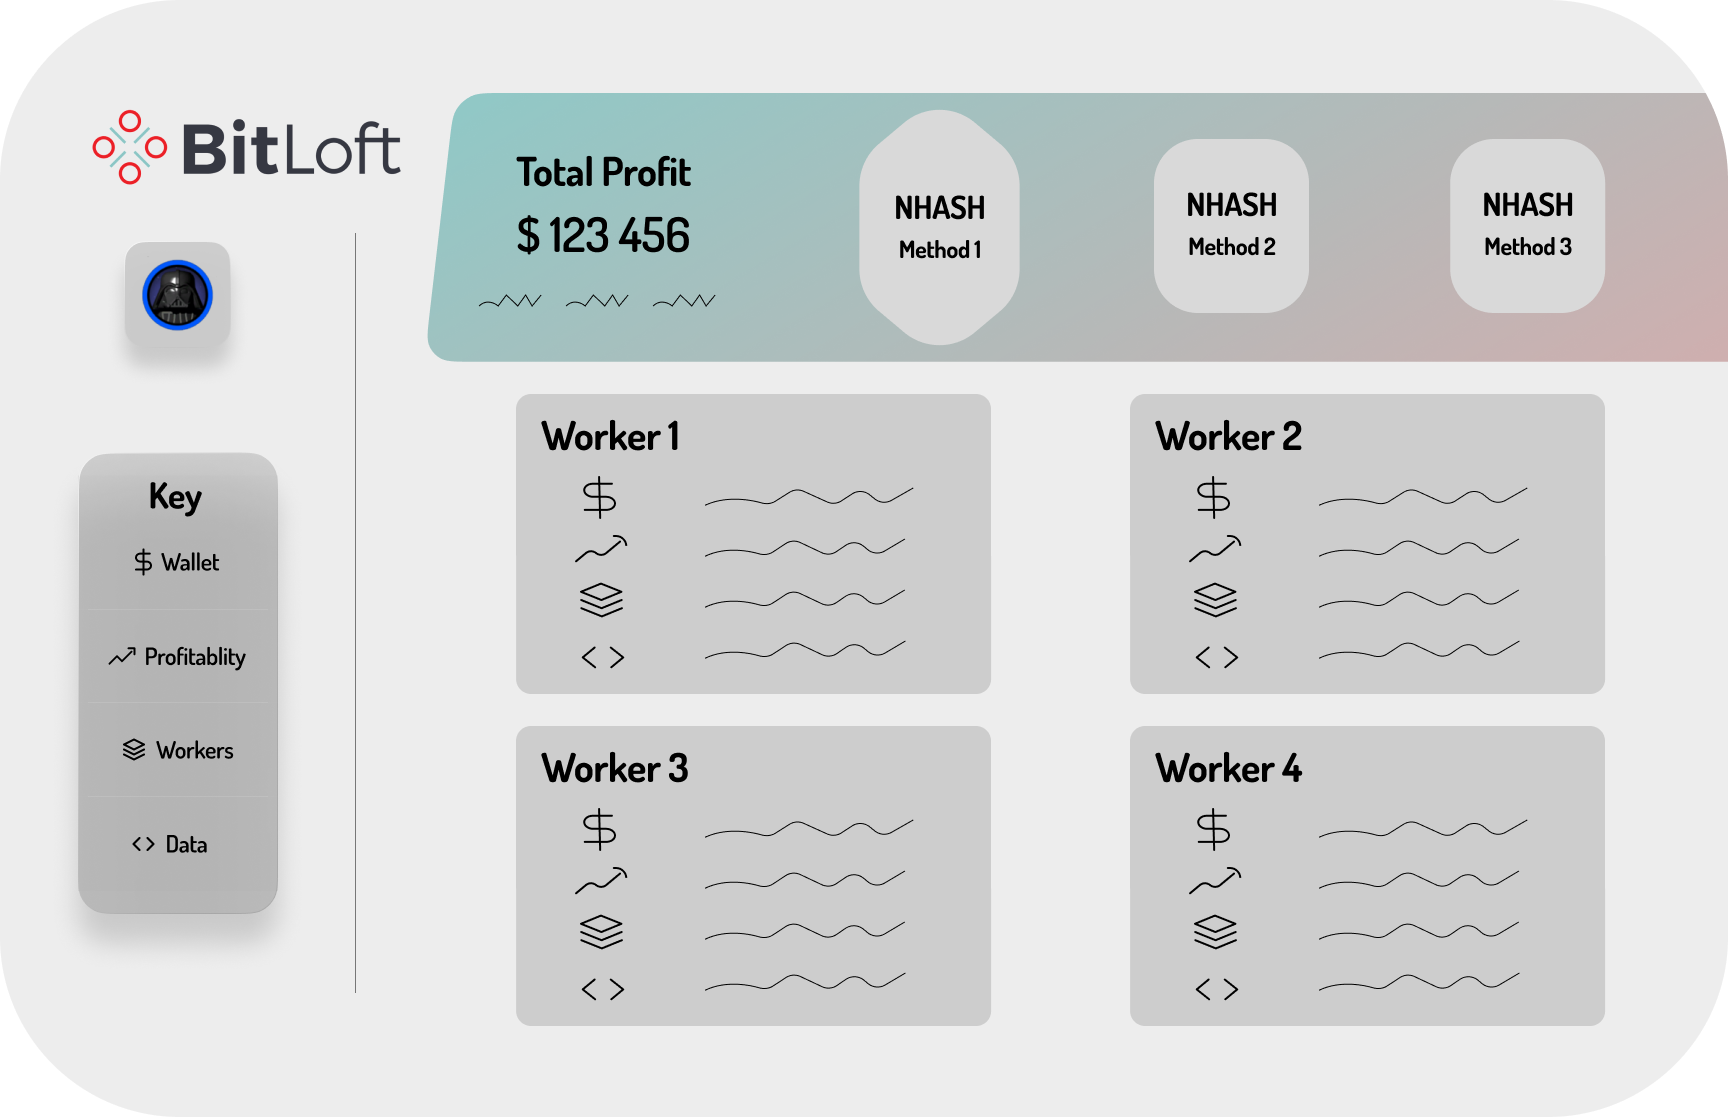 BitLoft
Total Profit
$ 123 456
NHASH
Method 1
NHASH
Method 2
NHASH
Method 3
Key
$ Wallet
Profitablity
Workers
<> Data
Worker 1
$
<>
Worker 2
$
<>
Worker 3
$
<>
Worker 4
$
<>